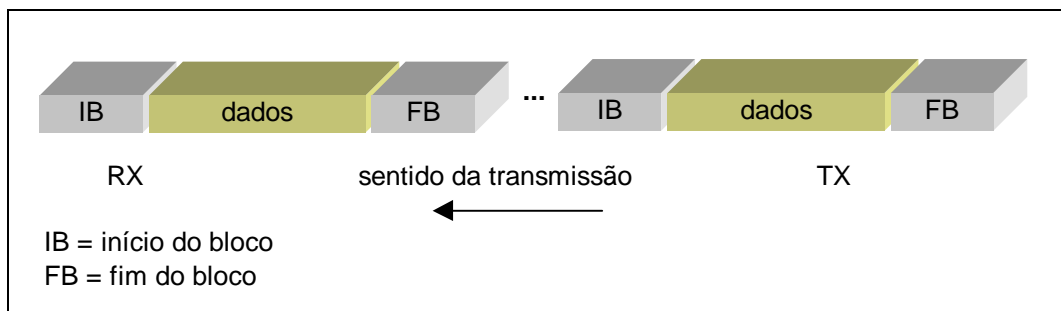 IB dados FB ... IB dados FB
RX sentido da transmissão TX
IB = início do bloco
FB = fim do bloco